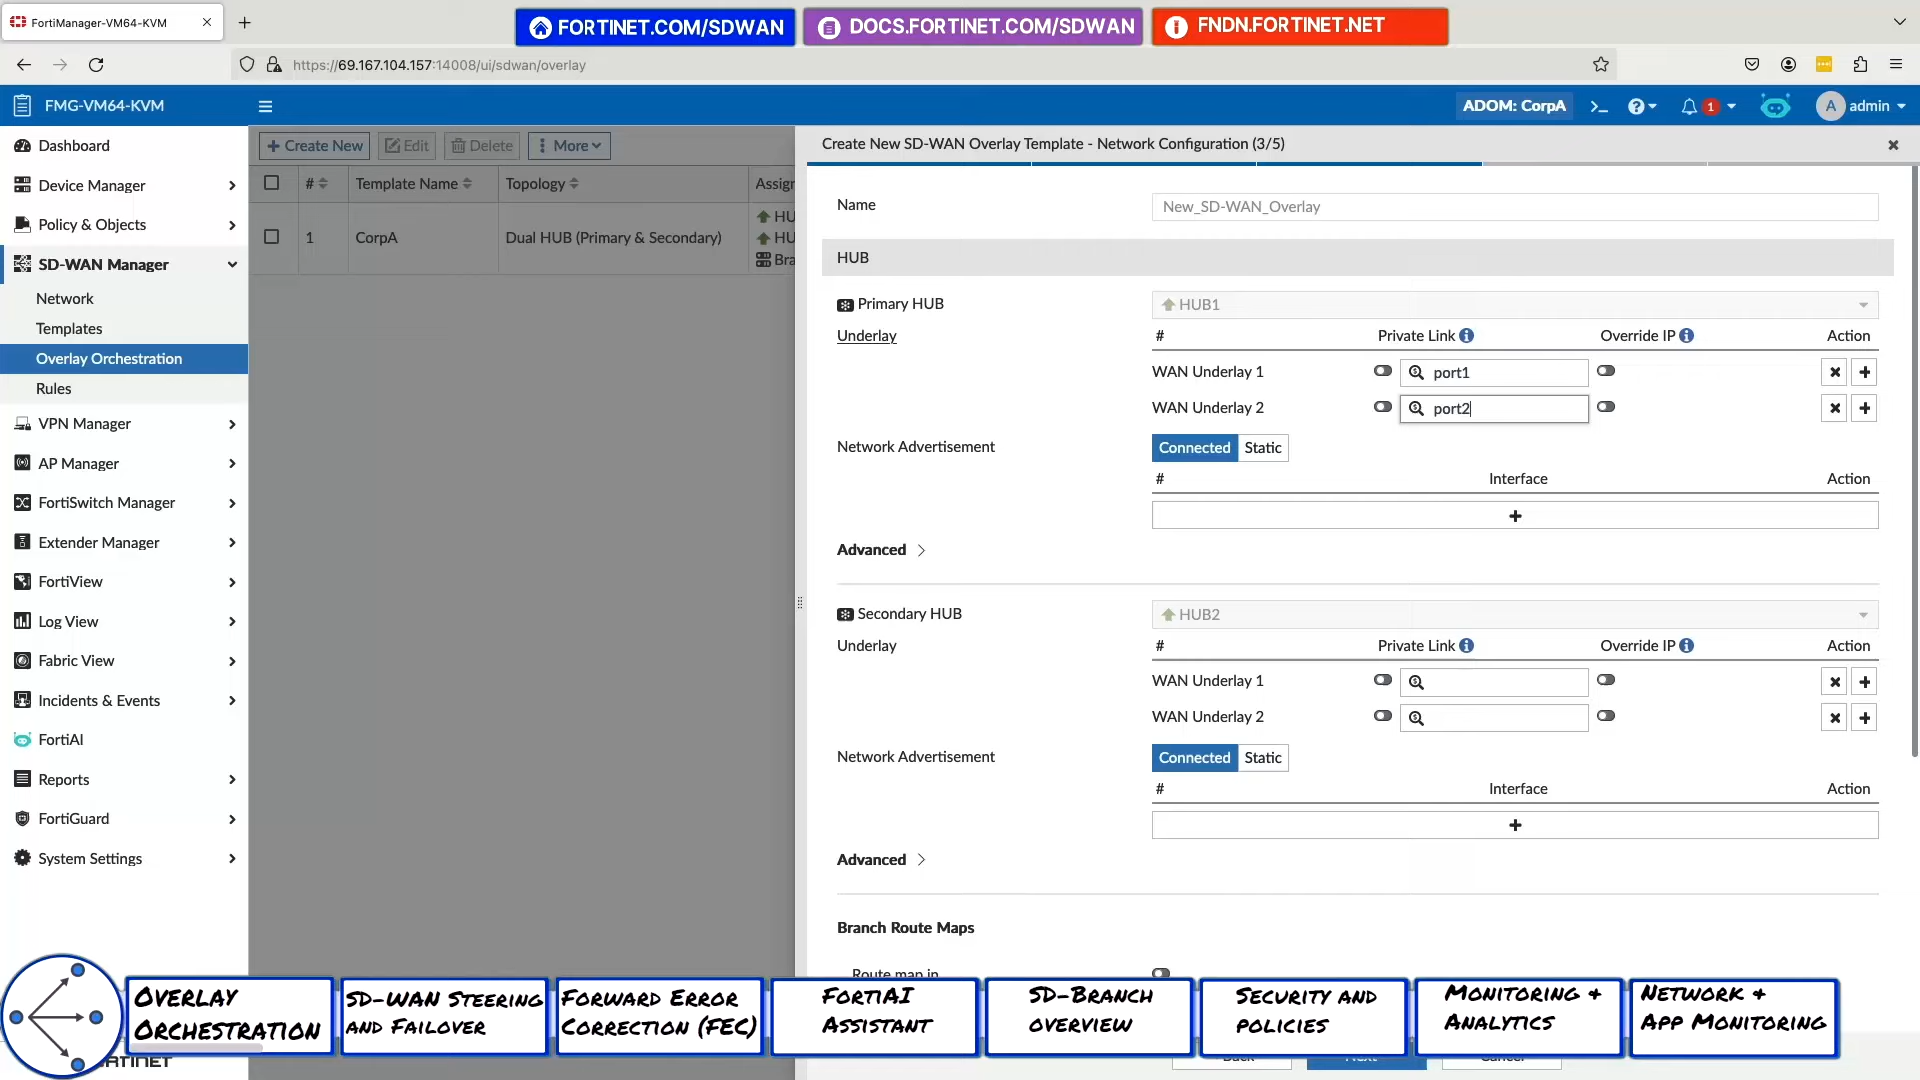 FortiManager-VM64-KVM
FORTINET.COM/SDWAN
DOCS.FORTINET.COM/SDWAN
FNDN.FORTINET.NET
https://69.167.104.157:14008/ui/sdwan/overlay
FMG-VM64-KVM
ADOM: CorpA
1
A admin
Dashboard
Device Manager
Policy & Objects
SD-WAN Manager
Network
Templates
Overlay Orchestration
Rules
VPN Manager
AP Manager
FortiSwitch Manager
Extender Manager
FortiView
Log View
Fabric View
Incidents & Events
FortiAI
Reports
FortiGuard
System Settings
+ Create New Edit Delete More
# Template Name Topology Assign
1 CorpA Dual HUB (Primary & Secondary)
HU
HU
Bra
Create New SD-WAN Overlay Template - Network Configuration (3/5)
Name New_SD-WAN_Overlay
HUB
Primary HUB HUB1
Underlay # Private Link Override IP Action
WAN Underlay 1 port1
WAN Underlay 2 port2
Network Advertisement Connected Static
# Interface Action
+
Advanced
Secondary HUB HUB2
Underlay # Private Link Override IP Action
WAN Underlay 1
WAN Underlay 2
Network Advertisement Connected Static
# Interface Action
+
Advanced
Branch Route Maps
Route map in
OVERLAY ORCHESTRATION
SD-WAN STEERING AND FAILOVER
FORWARD ERROR CORRECTION (FEC)
FORTIAI ASSISTANT
SD-BRANCH OVERVIEW
SECURITY AND POLICIES
MONITORING + ANALYTICS
NETWORK + APP MONITORING
Back Next Cancel